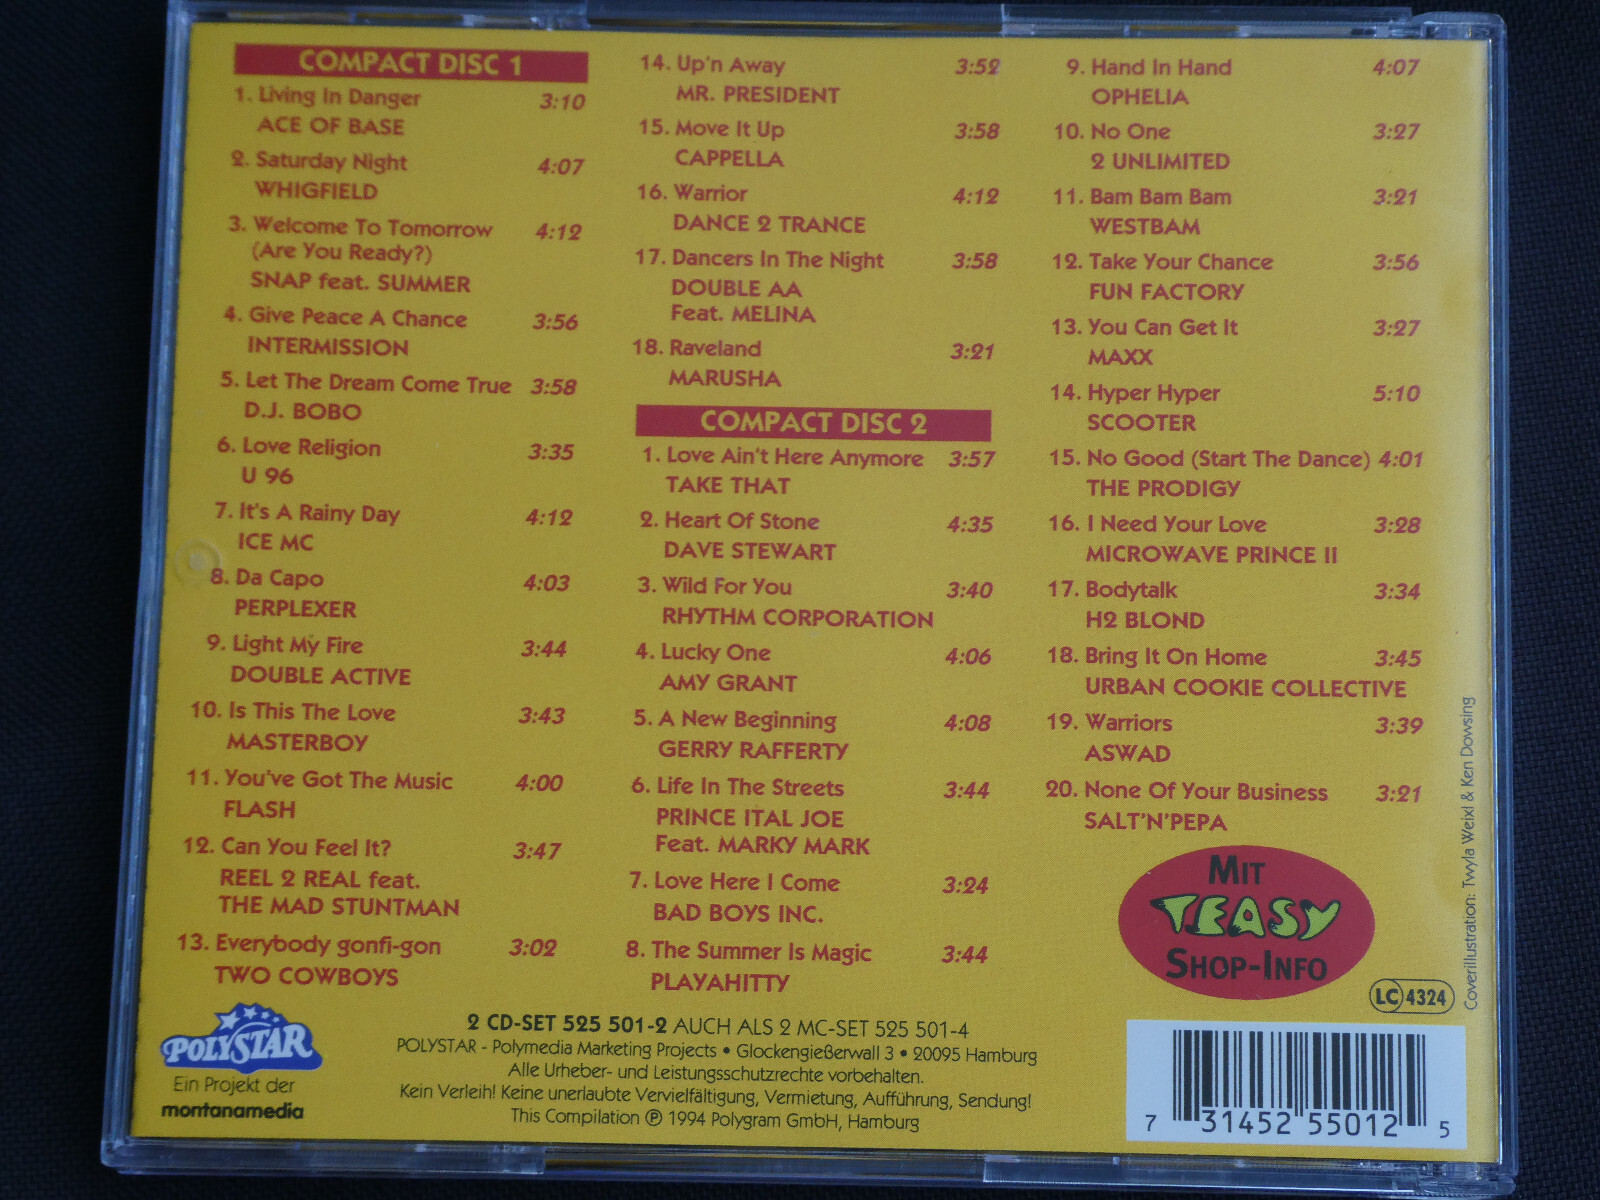 COMPACT DISC 1
1. Living In Danger 3:10
ACE OF BASE
2. Saturday Night 4:07
WHIGFIELD
3. Welcome To Tomorrow 4:12
(Are You Ready?)
SNAP feat. SUMMER
4. Give Peace A Chance 3:56
INTERMISSION
5. Let The Dream Come True 3:58
D.J. BOBO
6. Love Religion 3:35
U 96
7. It's A Rainy Day 4:12
ICE MC
8. Da Capo 4:03
PERPLEXER
9. Light My Fire 3:44
DOUBLE ACTIVE
10. Is This The Love 3:43
MASTERBOY
11. You've Got The Music 4:00
FLASH
12. Can You Feel It? 3:47
REEL 2 REAL feat.
THE MAD STUNTMAN
13. Everybody gonfi-gon 3:02
TWO COWBOYS
14. Up'n Away 3:52
MR. PRESIDENT
15. Move It Up 3:58
CAPPELLA
16. Warrior 4:12
DANCE 2 TRANCE
17. Dancers In The Night 3:58
DOUBLE AA
Feat. MELINA
18. Raveland 3:21
MARUSHA
COMPACT DISC 2
1. Love Ain't Here Anymore 3:57
TAKE THAT
2. Heart Of Stone 4:35
DAVE STEWART
3. Wild For You 3:40
RHYTHM CORPORATION
4. Lucky One 4:06
AMY GRANT
5. A New Beginning 4:08
GERRY RAFFERTY
6. Life In The Streets 3:44
PRINCE ITAL JOE
Feat. MARKY MARK
7. Love Here I Come 3:24
BAD BOYS INC.
8. The Summer Is Magic 3:44
PLAYAHITTY
9. Hand In Hand 4:07
OPHELIA
10. No One 3:27
2 UNLIMITED
11. Bam Bam Bam 3:21
WESTBAM
12. Take Your Chance 3:56
FUN FACTORY
13. You Can Get It 3:27
MAXX
14. Hyper Hyper 5:10
SCOOTER
15. No Good (Start The Dance) 4:01
THE PRODIGY
16. I Need Your Love 3:28
MICROWAVE PRINCE II
17. Bodytalk 3:34
H2 BLOND
18. Bring It On Home 3:45
URBAN COOKIE COLLECTIVE
19. Warriors 3:39
ASWAD
20. None Of Your Business 3:21
SALT'N'PEPA
MIT
TEASY
SHOP-INFO
LC 4324
Coverillustration: Twyla Weixl & Ken Dowsing
POLYSTAR
Ein Projekt der
montanamedia
2 CD-SET 525 501-2 AUCH ALS 2 MC-SET 525 501-4
POLYSTAR - Polymedia Marketing Projects • Glockengießerwall 3 • 20095 Hamburg
Alle Urheber- und Leistungsschutzrechte vorbehalten.
Kein Verleih! Keine unerlaubte Vervielfältigung, Vermietung, Aufführung, Sendung!
This Compilation ℗ 1994 Polygram GmbH, Hamburg
7 31452 55012 5